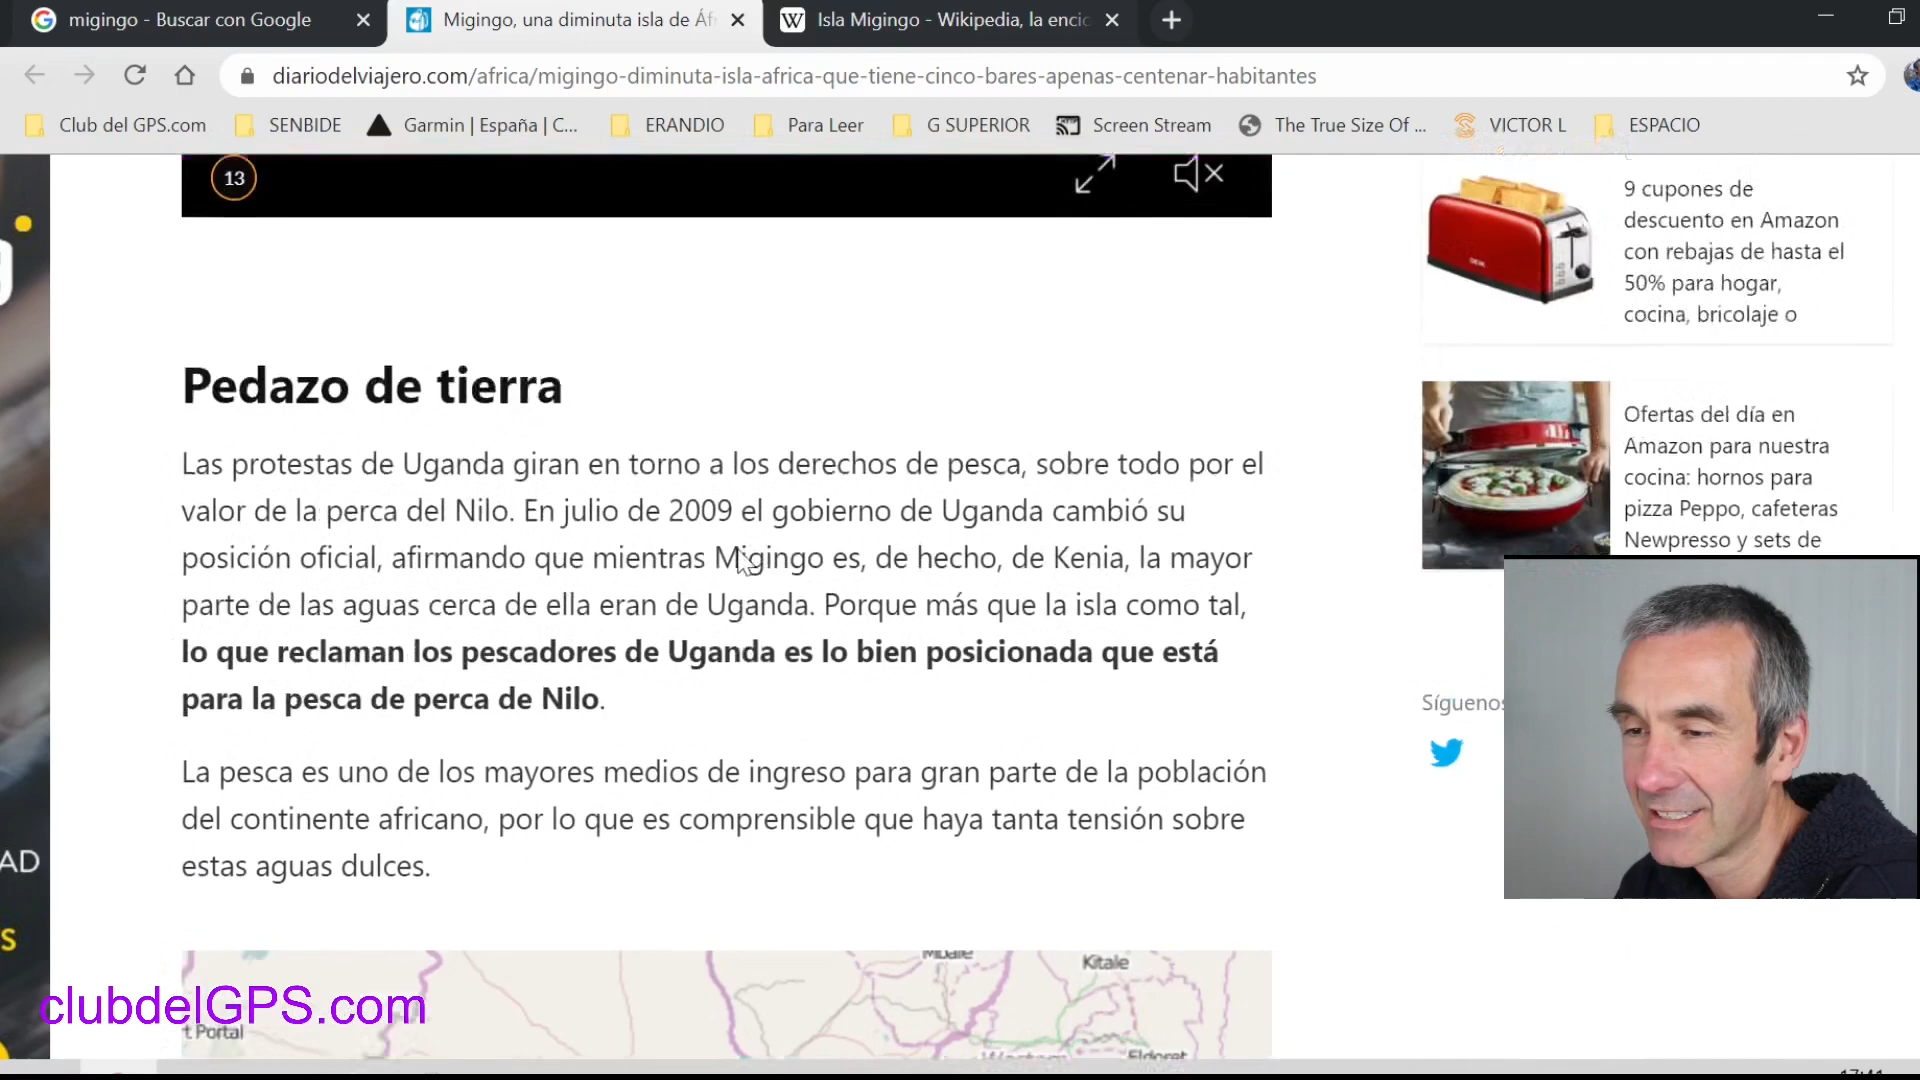 migingo - Buscar con Google
Migingo, una diminuta isla de Áf
Isla Migingo - Wikipedia, la enci
diariodelviajero.com/africa/migingo-diminuta-isla-africa-que-tiene-cinco-bares-apenas-centenar-habitantes
Club del GPS.com
SENBIDE
Garmin | España | C...
ERANDIO
Para Leer
G SUPERIOR
Screen Stream
The True Size Of ...
VICTOR L
ESPACIO
13
9 cupones de
descuento en Amazon
con rebajas de hasta el
50% para hogar,
cocina, bricolaje o
Pedazo de tierra
Las protestas de Uganda giran en torno a los derechos de pesca, sobre todo por el
valor de la perca del Nilo. En julio de 2009 el gobierno de Uganda cambió su
posición oficial, afirmando que mientras Migingo es, de hecho, de Kenia, la mayor
parte de las aguas cerca de ella eran de Uganda. Porque más que la isla como tal,
lo que reclaman los pescadores de Uganda es lo bien posicionada que está
para la pesca de perca de Nilo.
La pesca es uno de los mayores medios de ingreso para gran parte de la población
del continente africano, por lo que es comprensible que haya tanta tensión sobre
estas aguas dulces.
Ofertas del día en
Amazon para nuestra
cocina: hornos para
pizza Peppo, cafeteras
Newpresso y sets de
Síguenos
AD
S
Mbale
Kitale
t Portal
Western
Eldoret
clubdelGPS.com